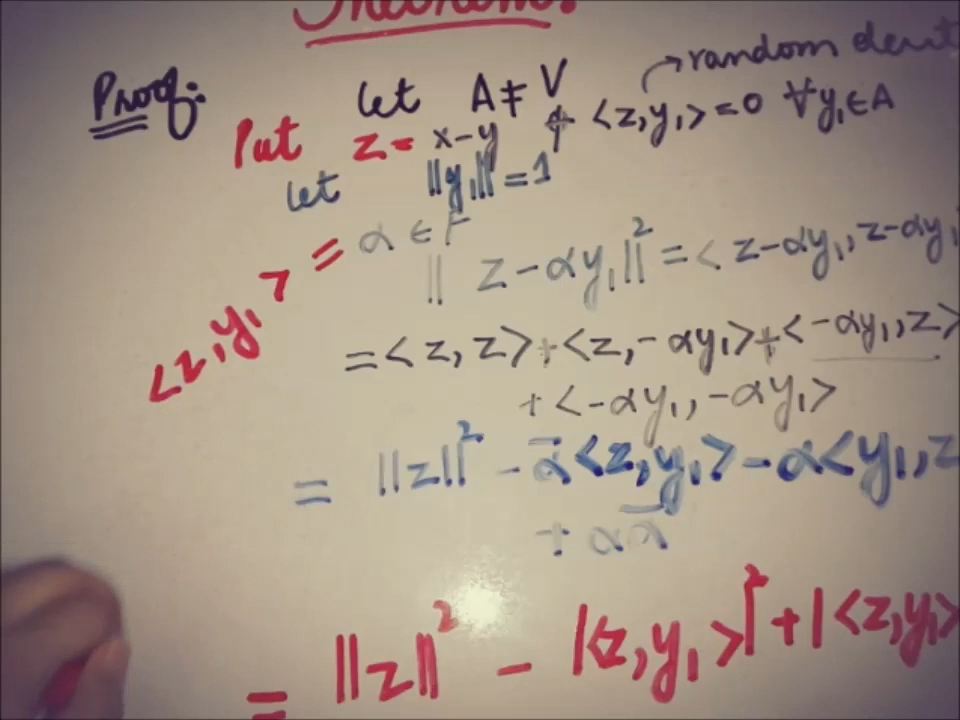 Theorem:
Proof: let A ≠ V → random
Put z = x-y + <z,y₁> = 0 ∀y₁∈A
let ||y₁|| = 1
<z,y₁> = α ∈ F
|| z-αy₁||² = < z-αy₁, z-αy₁
= <z, z> + <z, -αy₁> + <-αy₁, z>
+ <-αy₁, -αy₁>
= ||z||² - ᾱ<z,y₁> - α<y₁, z
+ αᾱ
= ||z||² - |<z,y₁>|² + |<z,y₁>